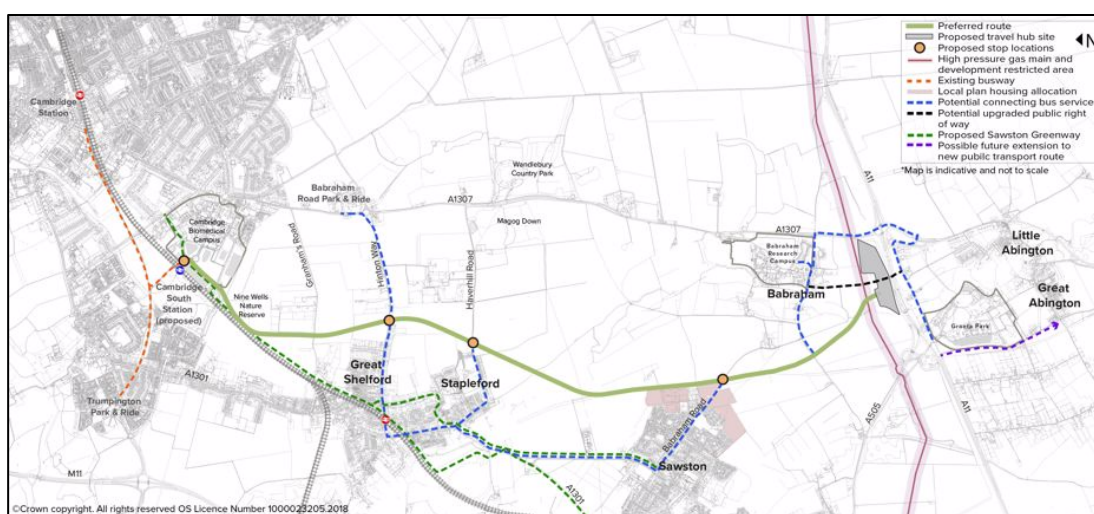 Preferred route
Proposed travel hub site
Proposed stop locations
High pressure gas main and
development restricted area
Existing busway
Local plan housing allocation
Potential connecting bus service
Potential upgraded public right
of way
Proposed Sawston Greenway
Possible future extension to
new public transport route
*Map is indicative and not to scale
N
Cambridge
Station
Cambridge
Biomedical
Campus
Babraham
Road Park & Ride
Wandlebury
Country Park
A1307
Magog Down
Granham's Road
Hinton Way
Haverhill Road
A11
A1307
Babraham
Research
Campus
Babraham
Little
Abington
Great
Abington
Granta Park
Cambridge
South
Station
(proposed)
Nine Wells
Nature
Reserve
Great
Shelford
Stapleford
A1301
Trumpington
Park & Ride
Babraham Road
Sawston
A505
A11
M11
A1301
©Crown copyright. All rights reserved OS Licence Number 1000023205.2018